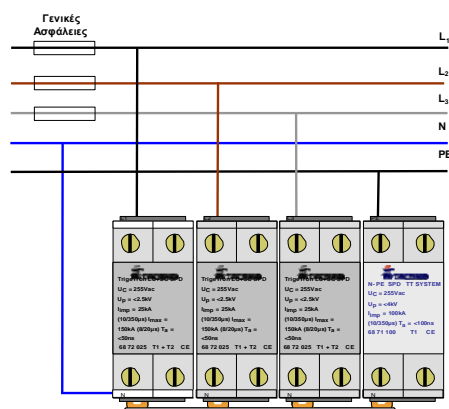 Γενικές
Ασφάλειες
L1
L2
L3
N
PE
UC = 255Vac
UP = <2.5kV
Iimp = 25kA
(10/350μs) Imax =
150kA (8/20μs) TA =
<50ns
68 72 025 T1 + T2 CE
N
UC = 255Vac
UP = <2.5kV
Iimp = 25kA
(10/350μs) Imax =
150kA (8/20μs) TA =
<50ns
68 72 025 T1 + T2 CE
UC = 255Vac
UP = <2.5kV
Iimp = 25kA
(10/350μs) Imax =
150kA (8/20μs) TA =
<50ns
68 72 025 T1 + T2 CE
N- PE SPD TT SYSTEM
UC = 255Vac
UP = <4kV
Iimp = 100kA
(10/350μs) TA = <100ns
68 71 100 T1 CE
N